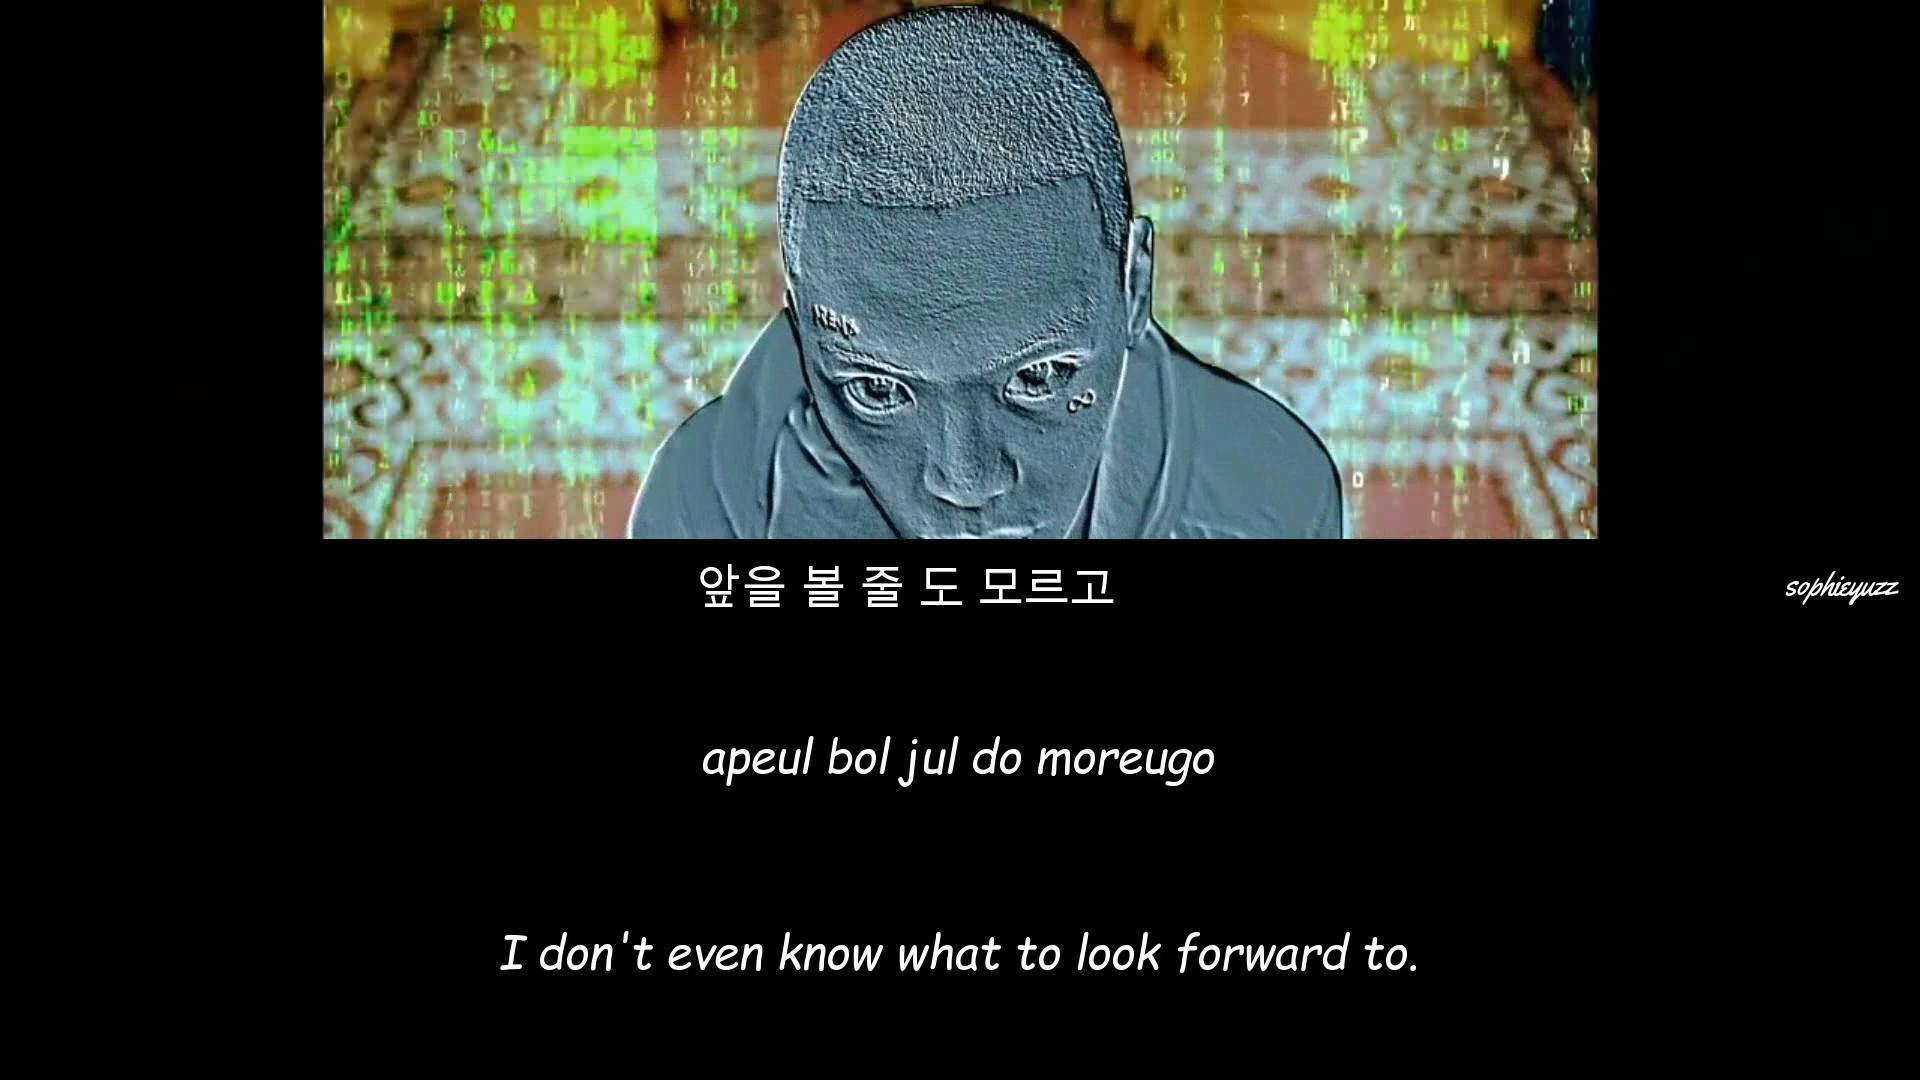 앞을 볼 줄 도 모르고
sophieyuzz
apeul bol jul do moreugo
I don't even know what to look forward to.